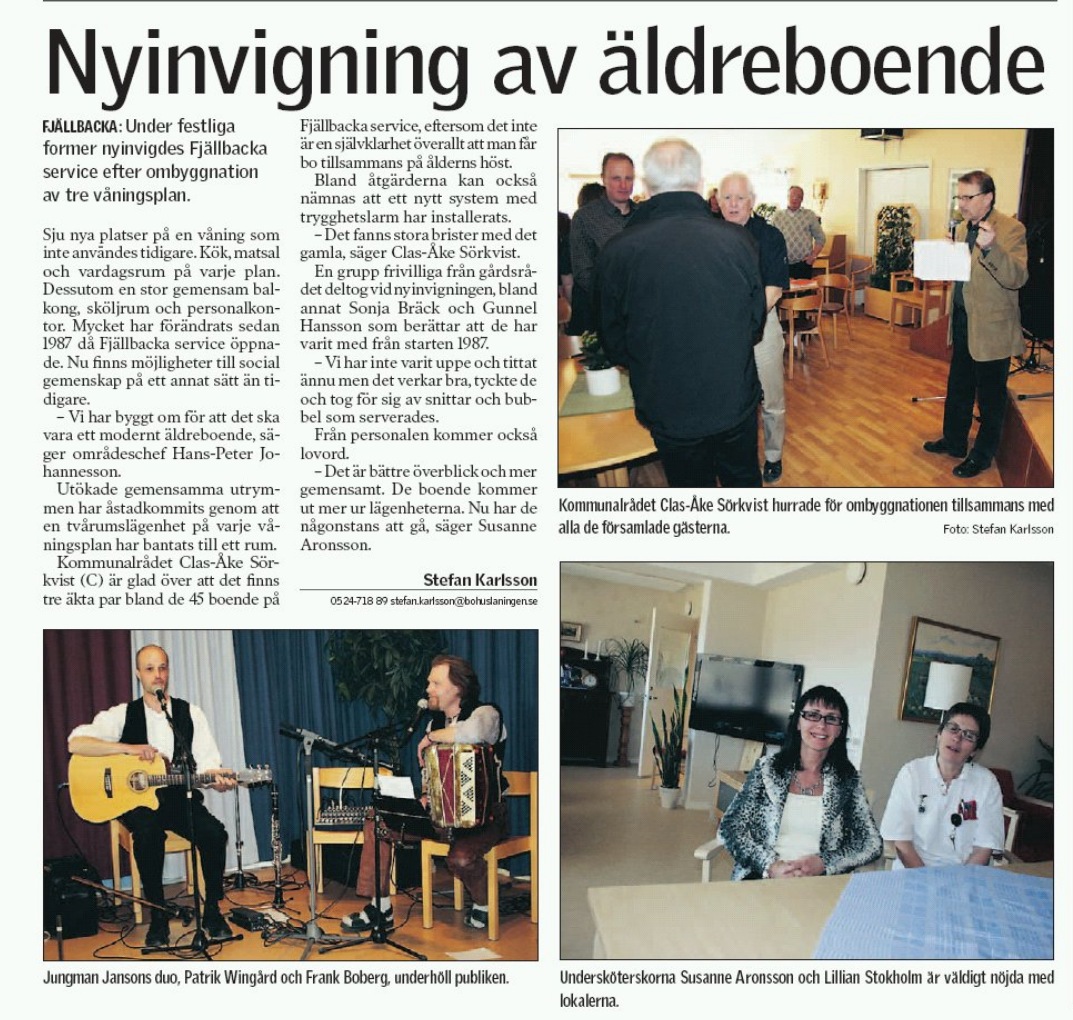 Nyinvigning av äldreboende
FJÄLLBACKA: Under festliga
former nyinvigdes Fjällbacka
service efter ombyggnation
av tre våningsplan.
Sju nya platser på en våning som
inte användes tidigare. Kök, matsal
och vardagsrum på varje plan.
Dessutom en stor gemensam bal-
kong, sköljrum och personalkon-
tor. Mycket har förändrats sedan
1987 då Fjällbacka service öppna-
de. Nu finns möjligheter till social
gemenskap på ett annat sätt än ti-
digare.
– Vi har byggt om för att det ska
vara ett modernt äldreboende, sä-
ger områdeschef Hans-Peter Jo-
hannesson.
Utökade gemensamma utrym-
men har åstadkommits genom att
en tvårumslägenhet på varje vå-
ningsplan har bantats till ett rum.
Kommunalrådet Clas-Åke Sör-
kvist (C) är glad över att det finns
tre äkta par bland de 45 boende på
Fjällbacka service, eftersom det inte
är en självklarhet överallt att man får
bo tillsammans på ålderns höst.
Bland åtgärderna kan också
nämnas att ett nytt system med
trygghetslarm har installerats.
– Det fanns stora brister med det
gamla, säger Clas-Åke Sörkvist.
En grupp frivilliga från gårdsrå-
det deltog vid nyinvigningen, bland
annat Sonja Bräck och Gunnel
Hansson som berättar att de har
varit med från starten 1987.
– Vi har inte varit uppe och tittat
ännu men det verkar bra, tyckte de
och tog för sig av snittar och bub-
bel som serverades.
Från personalen kommer också
lovord.
– Det är bättre överblick och mer
gemensamt. De boende kommer
ut mer ur lägenheterna. Nu har de
någonstans att gå, säger Susanne
Aronsson.
Stefan Karlsson
0524-718 89 stefan.karlsson@bohuslaningen.se
Kommunalrådet Clas-Åke Sörkvist hurrade för ombyggnationen tillsammans med
alla de församlade gästerna.
Foto: Stefan Karlsson
Jungman Jansons duo, Patrik Wingård och Frank Boberg, underhöll publiken.
Undersköterskorna Susanne Aronsson och Lillian Stokholm är väldigt nöjda med
lokalerna.